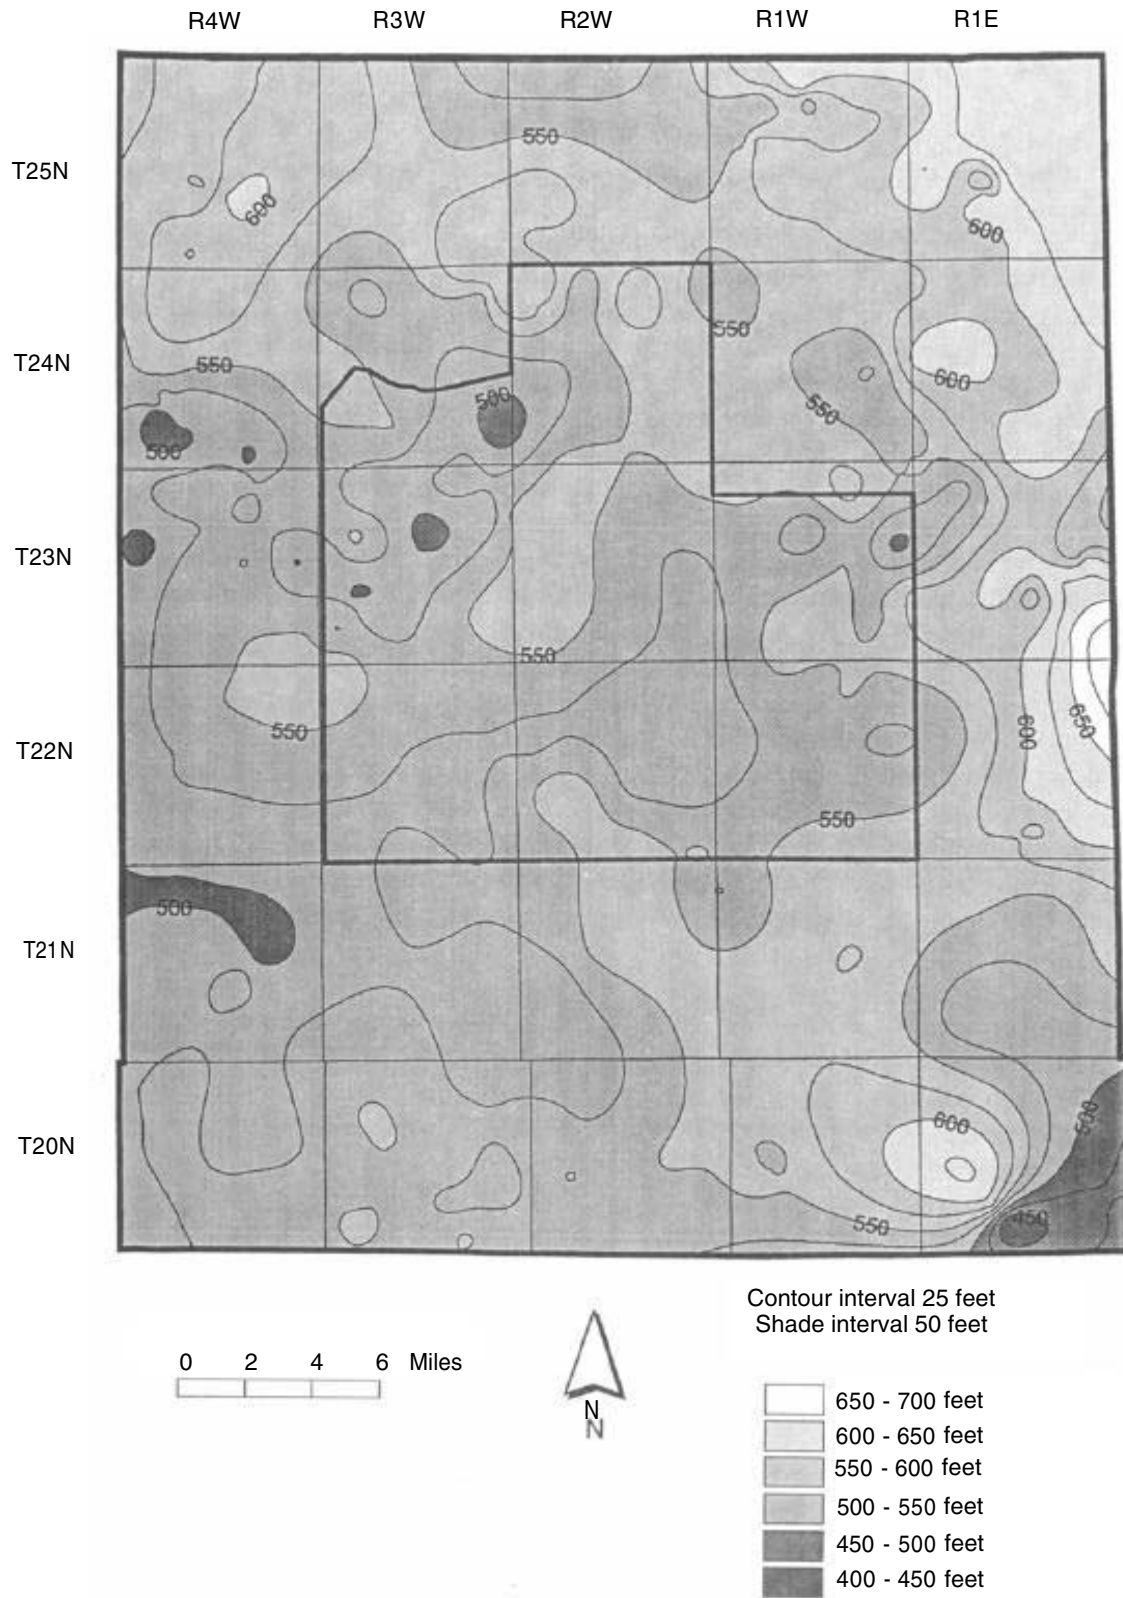 R4W R3W R2W R1W R1E
550
T25N
600
600
550
T24N
550
600
500
550
500
T23N
550
600
650
T22N
550
550
500
T21N
500
600
T20N
450
550
Contour interval 25 feet
Shade interval 50 feet
0 2 4 6 Miles
N
N
650 - 700 feet
600 - 650 feet
550 - 600 feet
500 - 550 feet
450 - 500 feet
400 - 450 feet